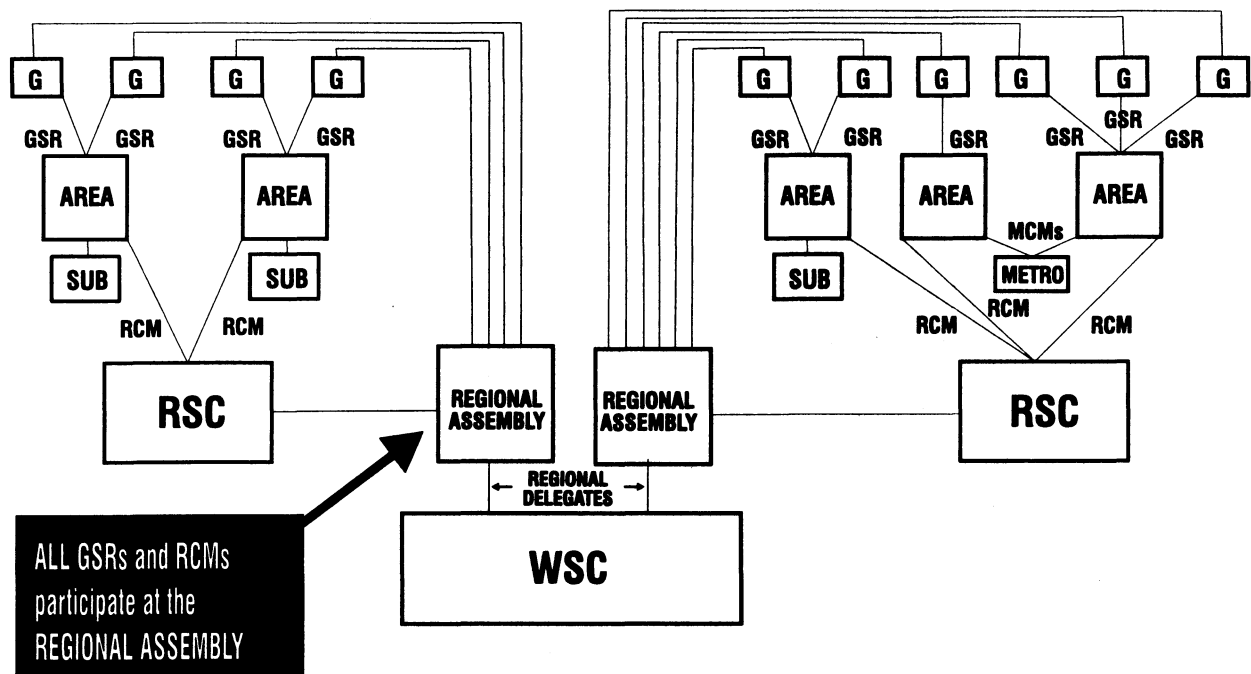 G G G G G G G G G G
GSR
GSR GSR GSR GSR GSR GSR GSR GSR GSR
AREA AREA AREA AREA AREA
MCMs
SUB SUB SUB METRO
RCM
RCM RCM RCM RCM
RSC REGIONAL ASSEMBLY REGIONAL ASSEMBLY RSC
REGIONAL
DELEGATES
WSC
ALL GSRs and RCMs
participate at the
REGIONAL ASSEMBLY